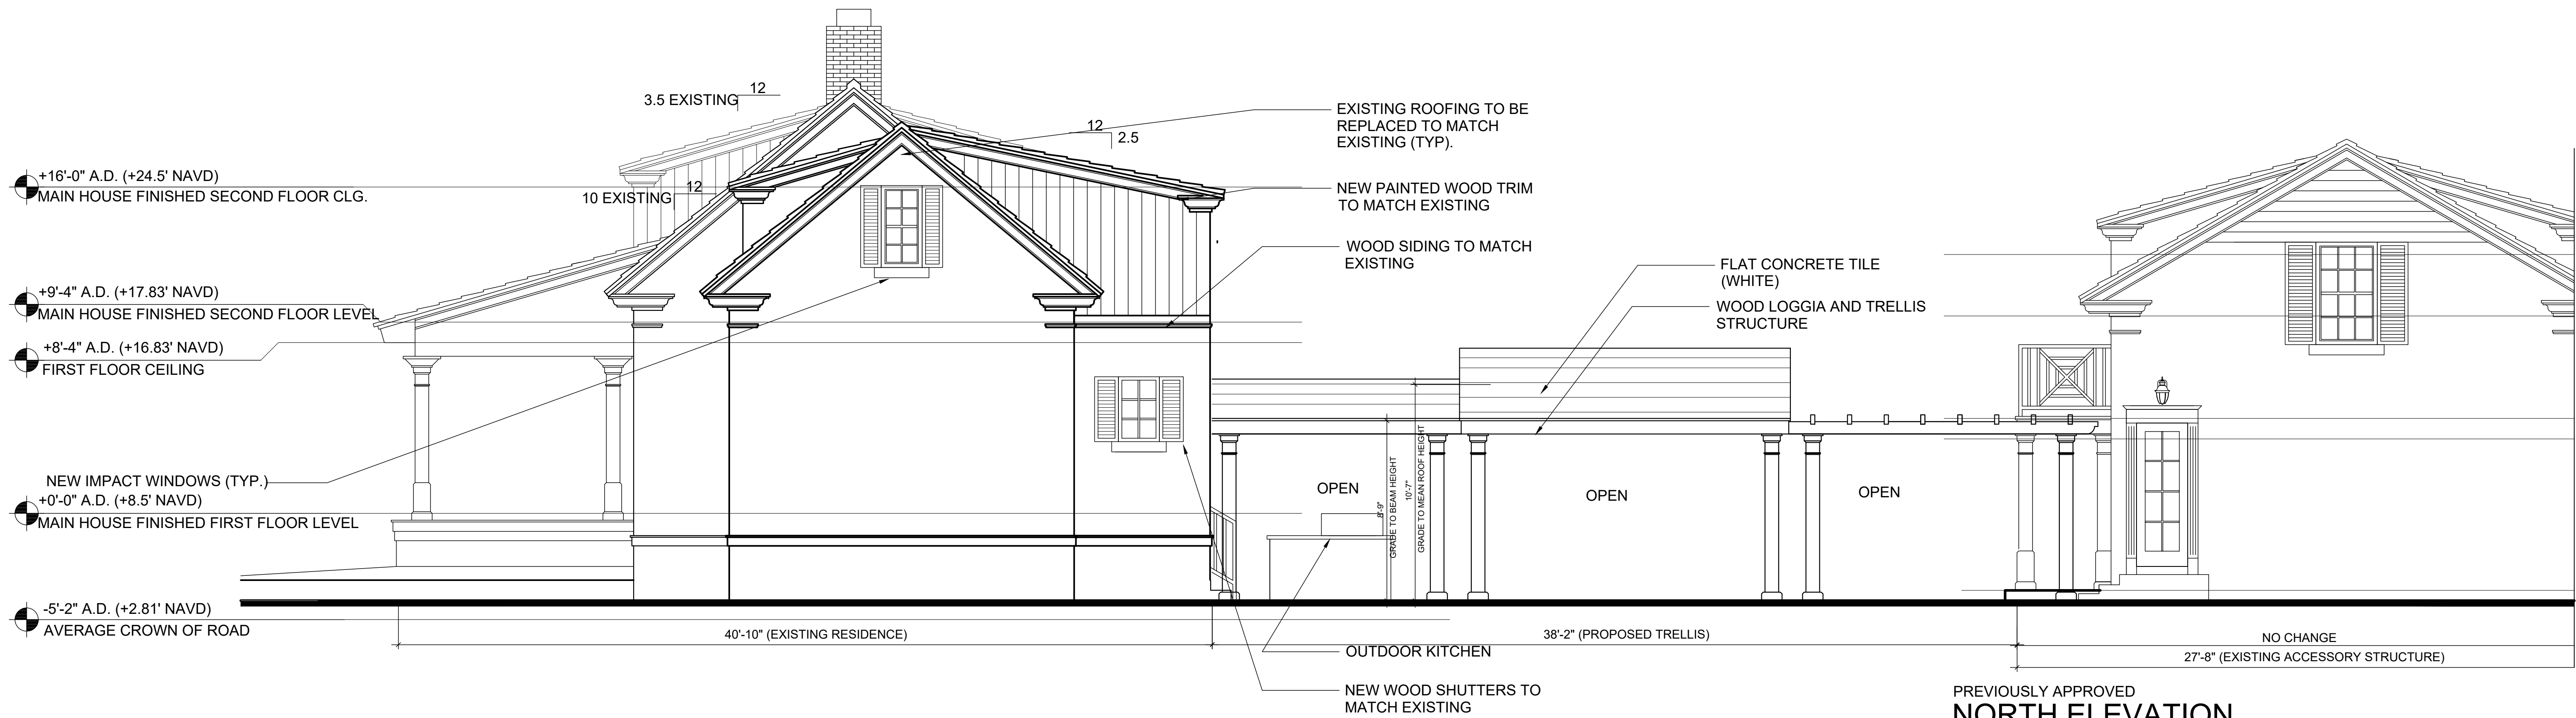 12
3.5 EXISTING
12
2.5
12
10 EXISTING
EXISTING ROOFING TO BE
REPLACED TO MATCH
EXISTING (TYP).
NEW PAINTED WOOD TRIM
TO MATCH EXISTING
WOOD SIDING TO MATCH
EXISTING
FLAT CONCRETE TILE
(WHITE)
WOOD LOGGIA AND TRELLIS
STRUCTURE
+16'-0" A.D. (+24.5' NAVD)
MAIN HOUSE FINISHED SECOND FLOOR CLG.
+9'-4" A.D. (+17.83' NAVD)
MAIN HOUSE FINISHED SECOND FLOOR LEVEL
+8'-4" A.D. (+16.83' NAVD)
FIRST FLOOR CEILING
NEW IMPACT WINDOWS (TYP.)
+0'-0" A.D. (+8.5' NAVD)
MAIN HOUSE FINISHED FIRST FLOOR LEVEL
-5'-2" A.D. (+2.81' NAVD)
AVERAGE CROWN OF ROAD
OPEN
8'-9"
GRADE TO BEAM HEIGHT
10'-7"
GRADE TO MEAN ROOF HEIGHT
OPEN
OPEN
40'-10" (EXISTING RESIDENCE)
38'-2" (PROPOSED TRELLIS)
NO CHANGE
27'-8" (EXISTING ACCESSORY STRUCTURE)
OUTDOOR KITCHEN
NEW WOOD SHUTTERS TO
MATCH EXISTING
PREVIOUSLY APPROVED
NORTH ELEVATION